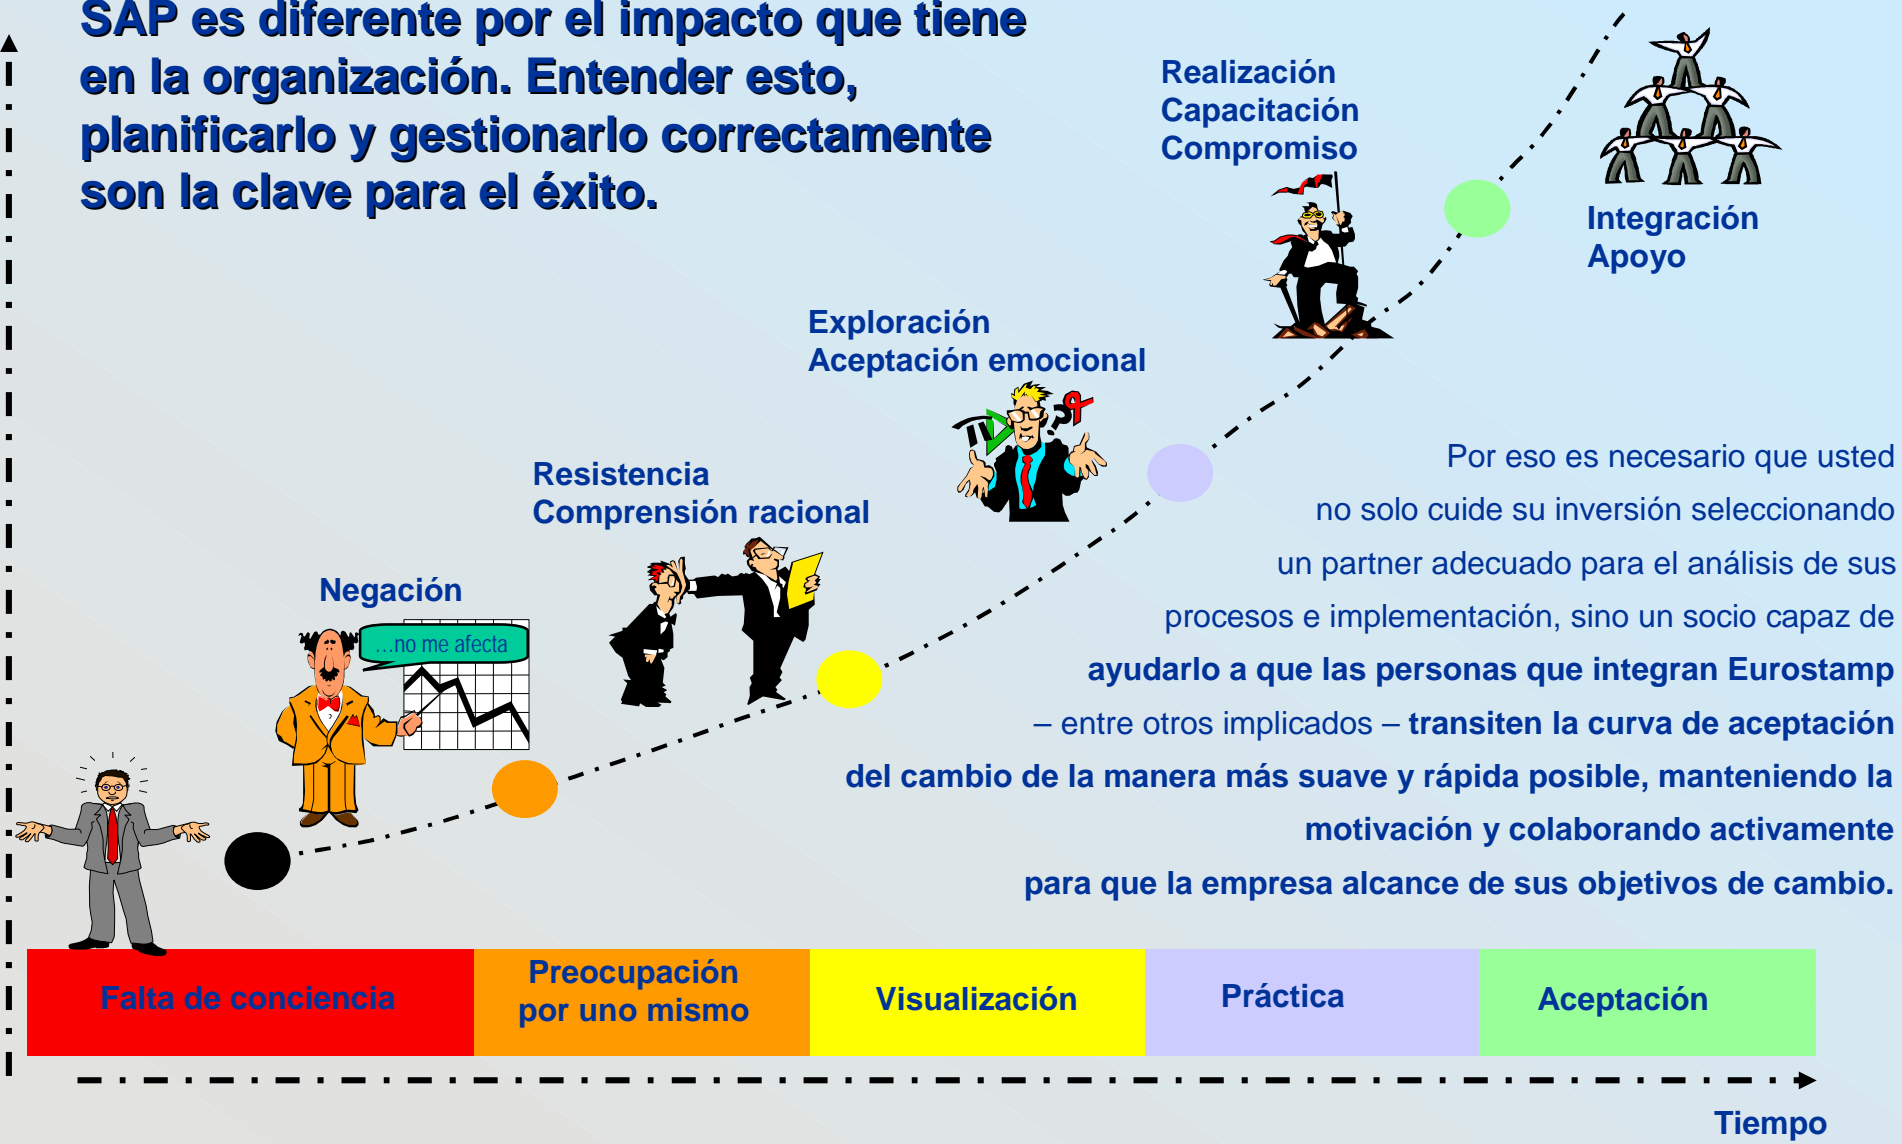 SAP es diferente por el impacto que tiene
en la organización. Entender esto,
planificarlo y gestionarlo correctamente
son la clave para el éxito.
Realización
Capacitación
Compromiso
Integración
Apoyo
Exploración
Aceptación emocional
Resistencia
Comprensión racional
Negación
...no me afecta
Por eso es necesario que usted
no solo cuide su inversión seleccionando
un partner adecuado para el análisis de sus
procesos e implementación, sino un socio capaz de
ayudarlo a que las personas que integran Eurostamp
– entre otros implicados – transiten la curva de aceptación
del cambio de la manera más suave y rápida posible, manteniendo la
motivación y colaborando activamente
para que la empresa alcance de sus objetivos de cambio.
Falta de conciencia
Preocupación
por uno mismo
Visualización
Práctica
Aceptación
Tiempo